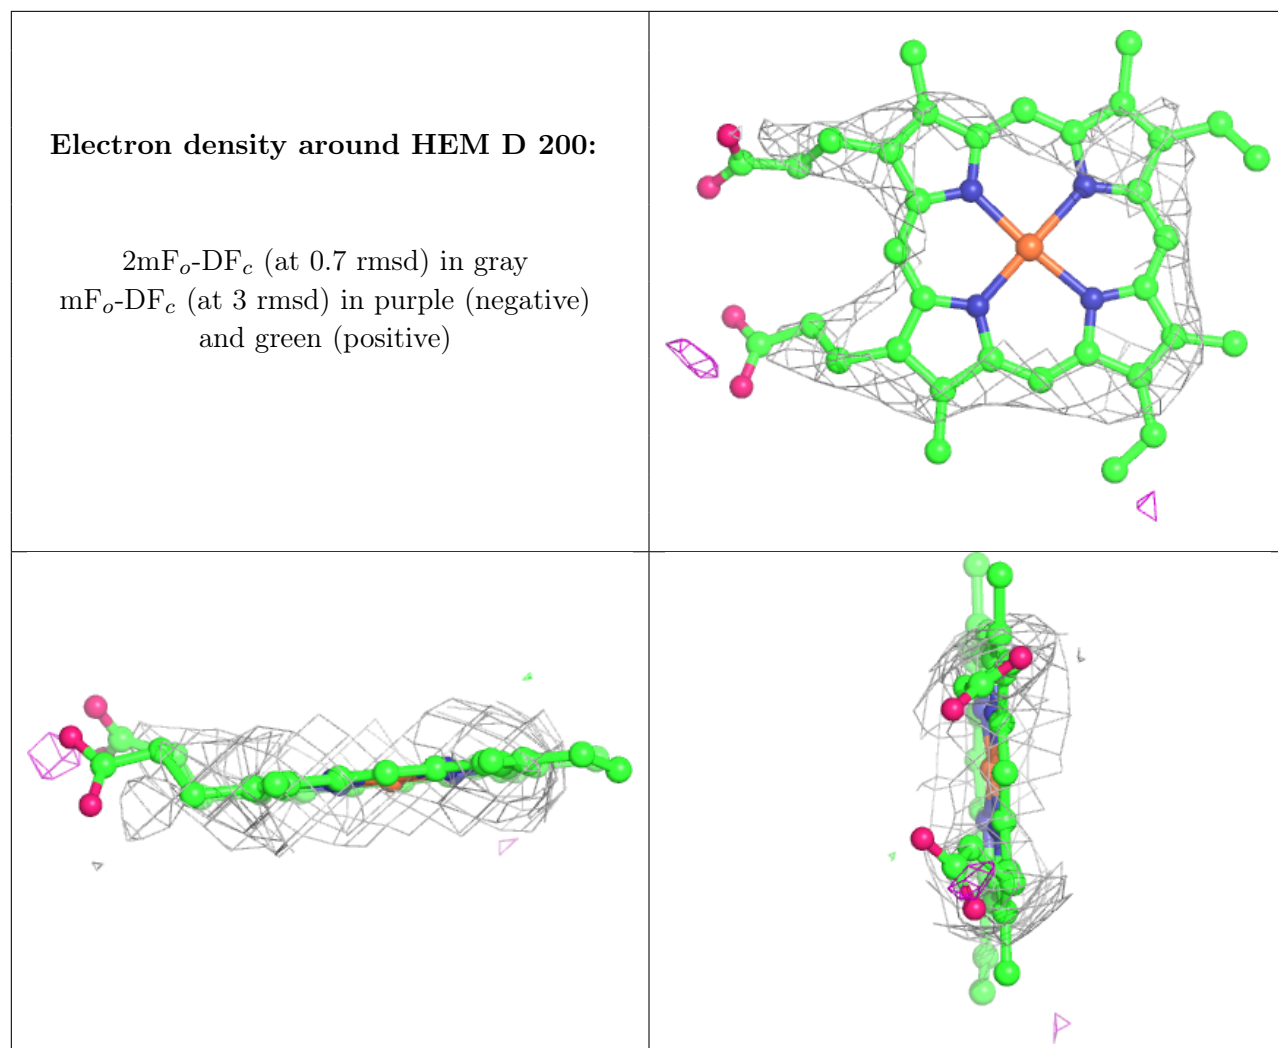 Electron density around HEM D 200:
2mFo-DFc (at 0.7 rmsd) in gray
mFo-DFc (at 3 rmsd) in purple (negative)
and green (positive)